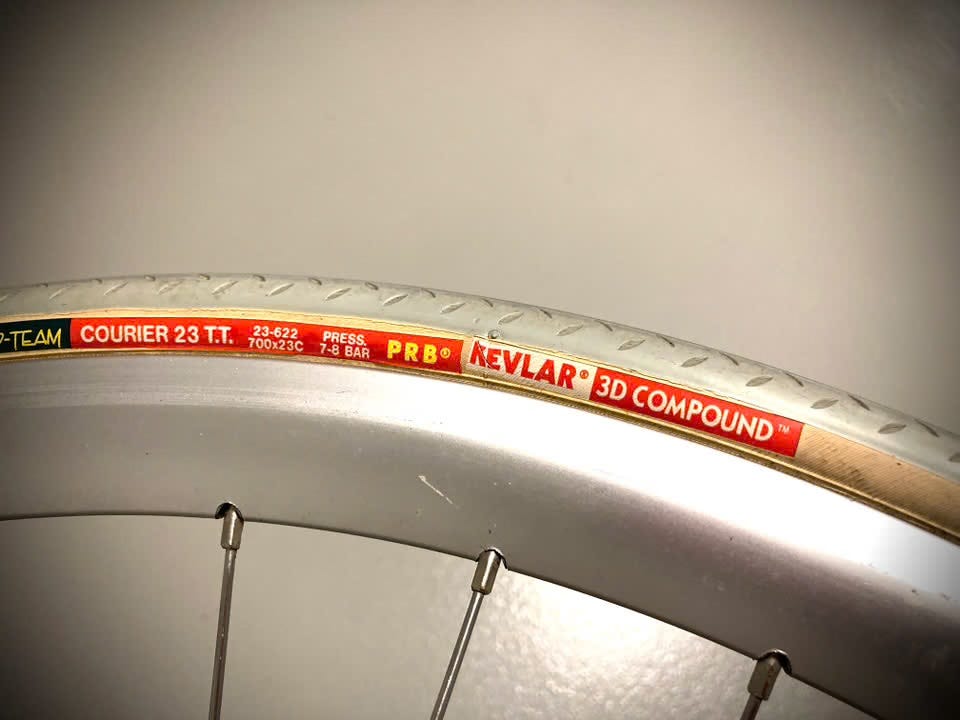 -TEAM
COURIER 23 T.T.
23-622
700x23C
PRESS.
7-8 BAR
PRB®
KEVLAR®
3D COMPOUND™